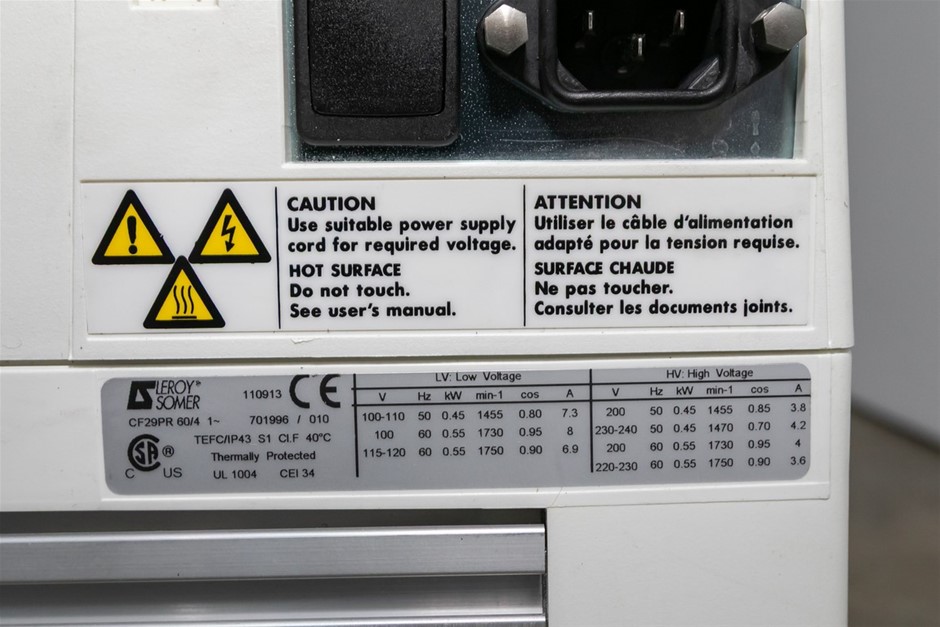 CAUTION
Use suitable power supply
cord for required voltage.
HOT SURFACE
Do not touch.
See user's manual.
ATTENTION
Utiliser le câble d'alimentation
adapté pour la tension requise.
SURFACE CHAUDE
Ne pas toucher.
Consulter les documents joints.
LEROY®
SOMER
110913 CE
CF29PR 60/4 1~ 701996 / 010
TEFC/IP43 S1 Cl.F 40°C
Thermally Protected
SA ®
C US UL 1004 CEI 34
LV: Low Voltage
V Hz kW min-1 cos A
100-110 50 0.45 1455 0.80 7.3
100 60 0.55 1730 0.95 8
115-120 60 0.55 1750 0.90 6.9
HV: High Voltage
V Hz kW min-1 cos A
200 50 0.45 1455 0.85 3.8
230-240 50 0.45 1470 0.70 4.2
200 60 0.55 1730 0.95 4
220-230 60 0.55 1750 0.90 3.6